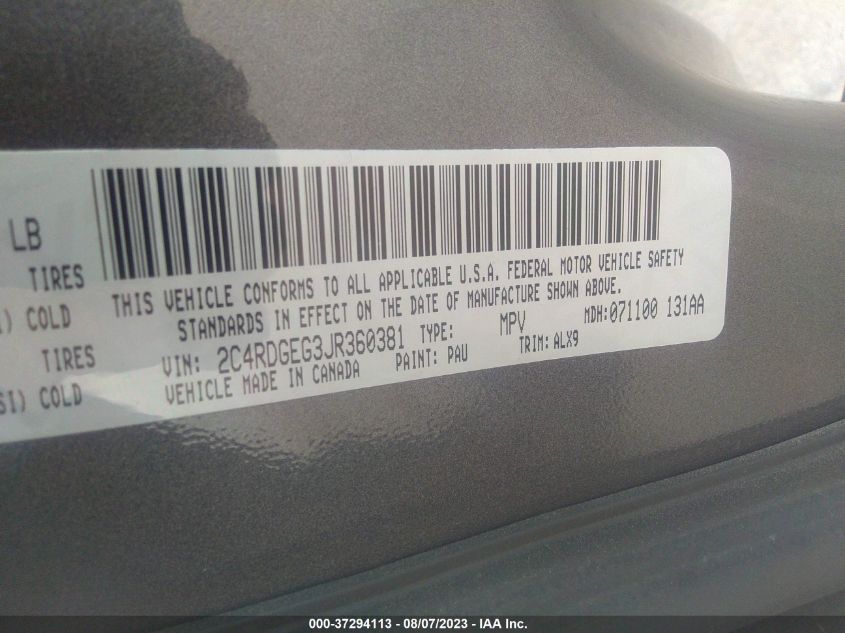 LB
TIRES
I) COLD
TIRES
SI) COLD
THIS VEHICLE CONFORMS TO ALL APPLICABLE U.S.A. FEDERAL MOTOR VEHICLE SAFETY
STANDARDS IN EFFECT ON THE DATE OF MANUFACTURE SHOWN ABOVE.
VIN: 2C4RDGEG3JR360381 TYPE: MPV MDH:071100 131AA
VEHICLE MADE IN CANADA PAINT: PAU TRIM: ALX9
000-37294113 - 08/07/2023 - IAA Inc.